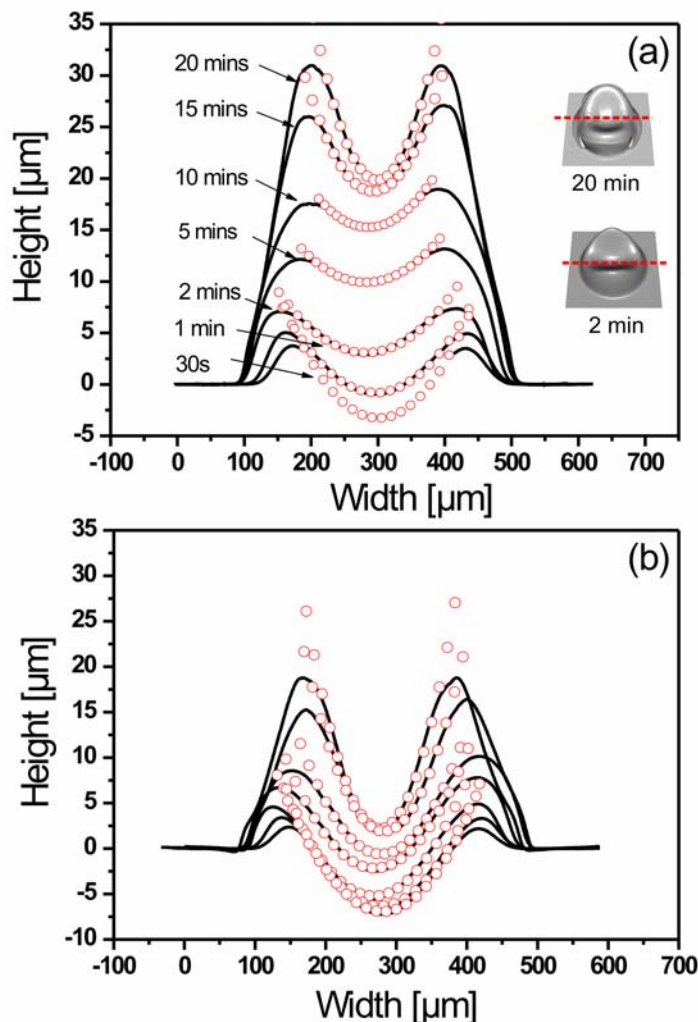 35
30
25
20
15
10
5
0
-5
Height [µm]
20 mins
15 mins
10 mins
5 mins
2 mins
1 min
30s
(a)
20 min
2 min
-100 0 100 200 300 400 500 600 700
Width [µm]
35
30
25
20
15
10
5
0
-5
-10
Height [µm]
(b)
-100 0 100 200 300 400 500 600 700
Width [µm]